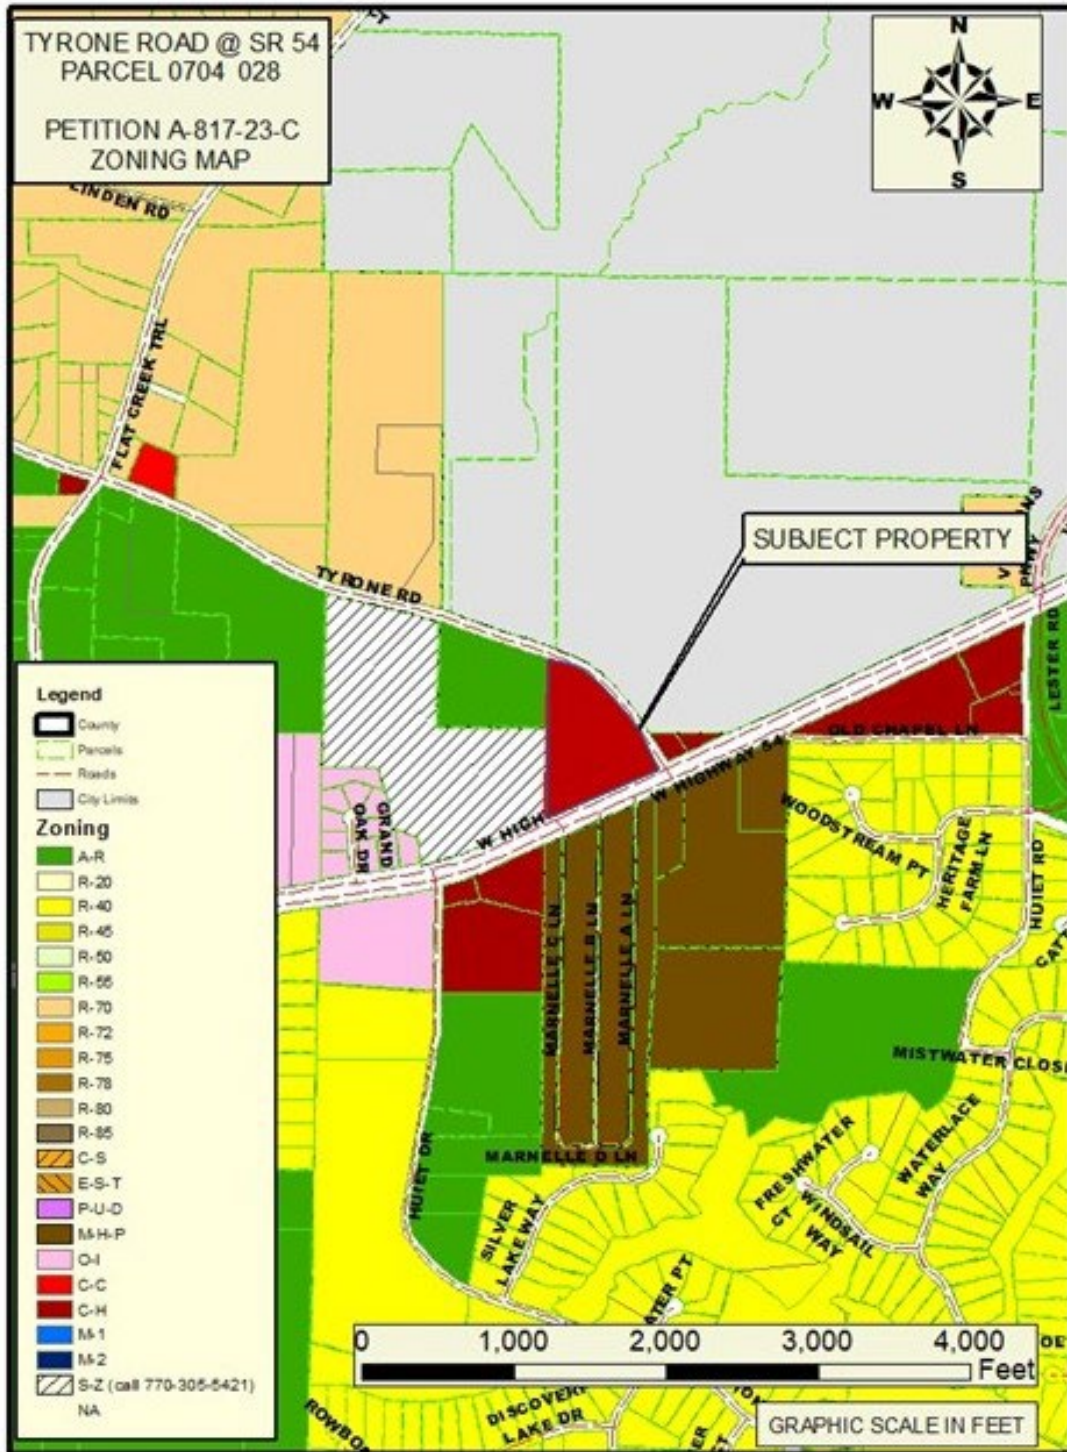 TYRONE ROAD @ SR 54
PARCEL 0704 028
PETITION A-817-23-C
ZONING MAP
N
W E
S
LINDEN RD
FLAT CREEK TRL
TYRONE RD
SUBJECT PROPERTY
PKWY
LESTER RD
OLD CHAPEL LN
W HIGHWAY 54
W HIGH
GRAND
OAK DR
WOODSTREAM PT
HERITAGE
FARM LN
HUIET RD
MARNELLE C LN
MARNELLE B LN
MARNELLE A LN
MARNELLE D LN
MISTWATER CLOSE
HUIET DR
SILVER
LAKE WAY
FRESHWATER
CT
WINDSAIL
WAY
WATERLACE
WAY
ATER PT
DISCOVER
LAKE DR
Legend
County
Parcels
Roads
City Limits
Zoning
A-R
R-20
R-40
R-45
R-50
R-55
R-70
R-72
R-75
R-78
R-80
R-85
C-S
E-S-T
P-U-D
M-H-P
O-I
C-C
C-H
M-1
M-2
S-Z (call 770-305-5421)
NA
0 1,000 2,000 3,000 4,000
Feet
GRAPHIC SCALE IN FEET